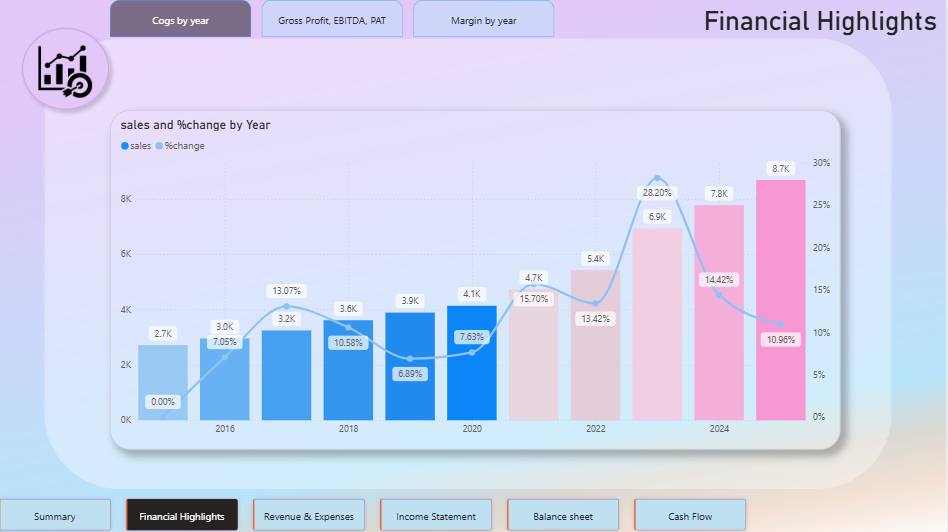 Cogs by year
Gross Profit, EBITDA, PAT
Margin by year
Financial Highlights
sales and %change by Year
sales %change
30%
8.7K
7.8K
28.20%
8K
25%
6.9K
20%
6K
5.4K
4.7K
14.42%
15.70%
15%
13.07%
4.1K
3.9K
3.6K
4K
3.2K
13.42%
3.0K
2.7K
7.05%
10.58%
7.63%
10.96%
10%
6.89%
2K
5%
0.00%
0K
0%
2016 2018 2020 2022 2024
Summary
Financial Highlights
Revenue & Expenses
Income Statement
Balance sheet
Cash Flow